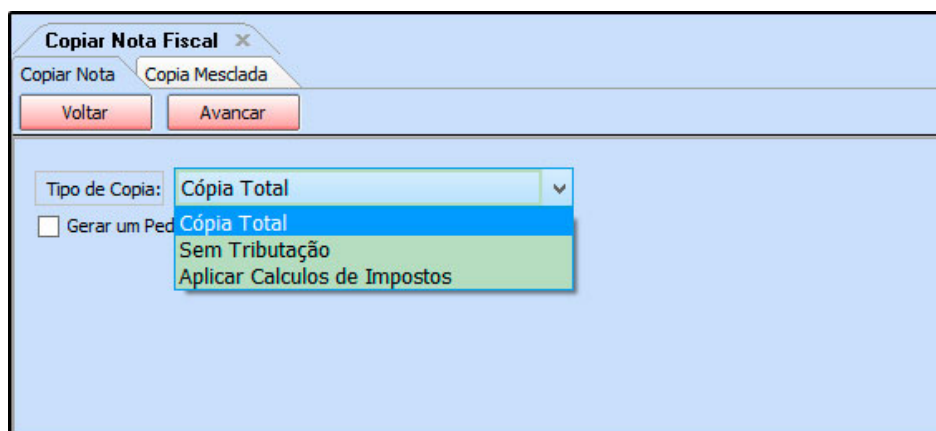 Copiar Nota Fiscal
Copiar Nota Copia Mesclada
Voltar Avancar
Tipo de Copia: Cópia Total
Gerar um Ped Cópia Total
Sem Tributação
Aplicar Calculos de Impostos